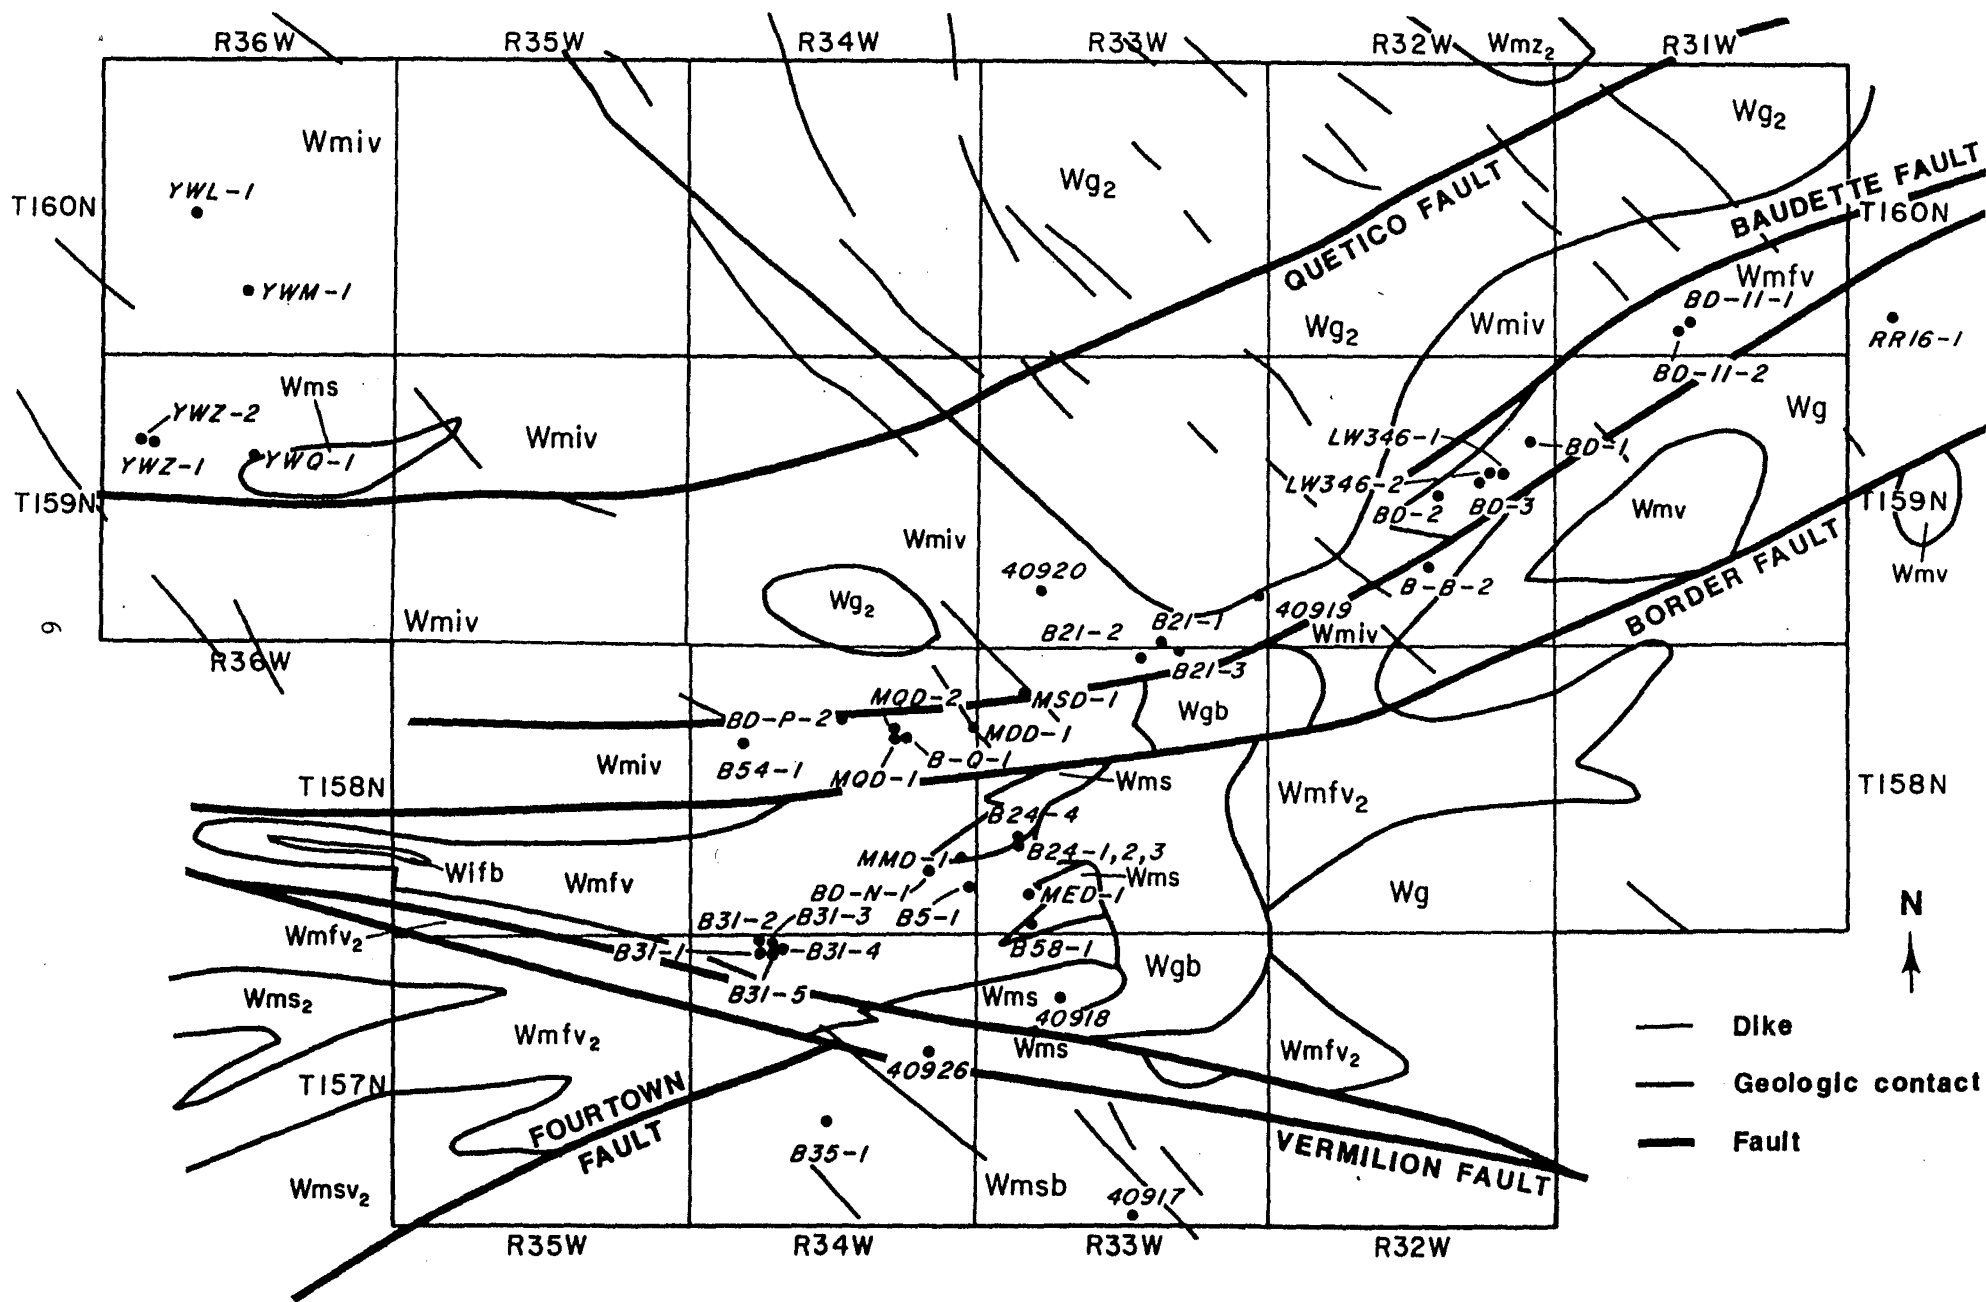 R36W
R35W
R34W
R33W
R32W
Wmz₂
R31W
Wmiv
Wg₂
Wg₂
YWL-1
T160N
BAUDETTE FAULT
T160N
QUETICO FAULT
YWM-1
Wmfv
BD-11-1
Wg₂
Wmiv
RR16-1
BD-11-2
Wms
YWZ-2
Wmiv
Wg
YWZ-1
YWQ-1
LW346-1
BD-1
LW346-2
T159N
BD-2
BD-3
Wmv
T159N
Wmiv
BORDER FAULT
Wmv
40920
B-B-2
Wg₂
40919
Wmiv
B21-2
B21-1
Wmiv
6
R36W
B21-3
MQD-2
MSD-1
Wgb
BD-P-2
MDD-1
B-Q-1
Wmiv
B54-1
MQD-1
Wms
T158N
Wmfv₂
T158N
B24-4
MMD-1
B24-1,2,3
Wifb
Wmfv
BD-N-1
B5-1
Wms
MED-1
Wg
N
B31-2
B31-3
Wmfv₂
B31-1
B31-4
B58-1
Wgb
B31-5
Wms₂
Wms
40918
Dike
Wmfv₂
Wms
Wmfv₂
40926
T157N
Geologic contact
FOURTOWN
FAULT
B35-1
VERMILION FAULT
Fault
Wmsv₂
Wmsb
40917
R35W
R34W
R33W
R32W